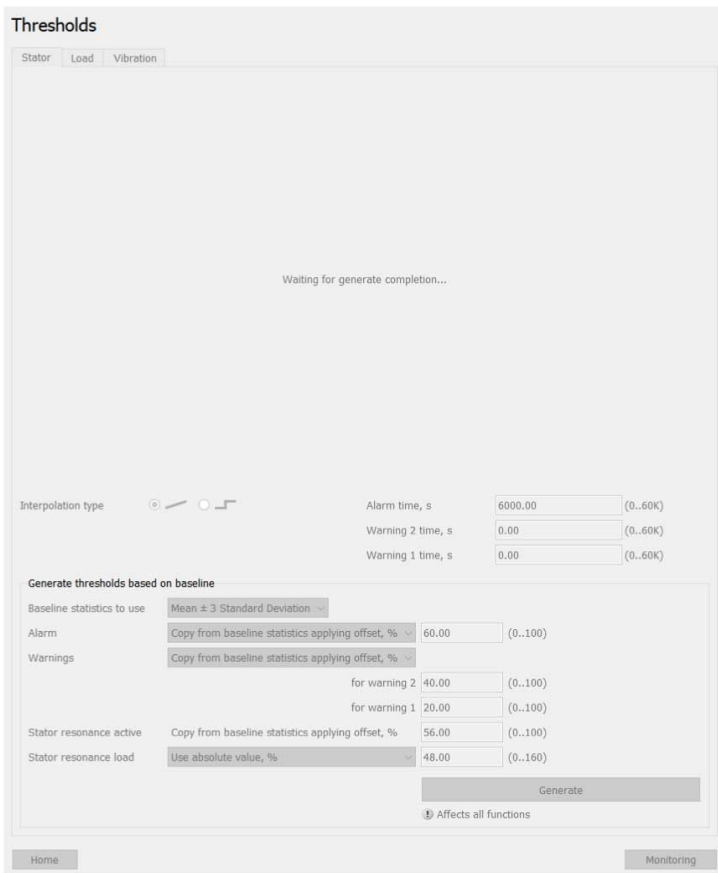 Thresholds
Stator Load Vibration
Waiting for generate completion...
Interpolation type Alarm time, s 6000.00 (0..60K)
Warning 2 time, s 0.00 (0..60K)
Warning 1 time, s 0.00 (0..60K)
Generate thresholds based on baseline
Baseline statistics to use Mean ± 3 Standard Deviation
Alarm Copy from baseline statistics applying offset, % 60.00 (0..100)
Warnings Copy from baseline statistics applying offset, %
for warning 2 40.00 (0..100)
for warning 1 20.00 (0..100)
Stator resonance active Copy from baseline statistics applying offset, % 56.00 (0..100)
Stator resonance load Use absolute value, % 48.00 (0..160)
Generate
Affects all functions
Home Monitoring